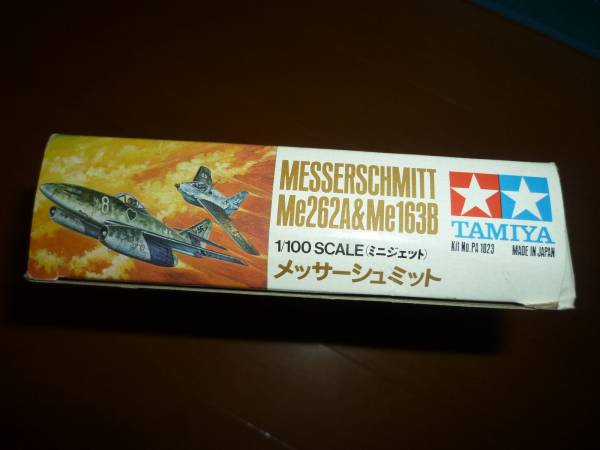 MESSERSCHMITT
Me262A&Me163B
1/100 SCALE (ミニジェット)
メッサーシュミット
TAMIYA
Kit No. PA 1023 MADE IN JAPAN
8